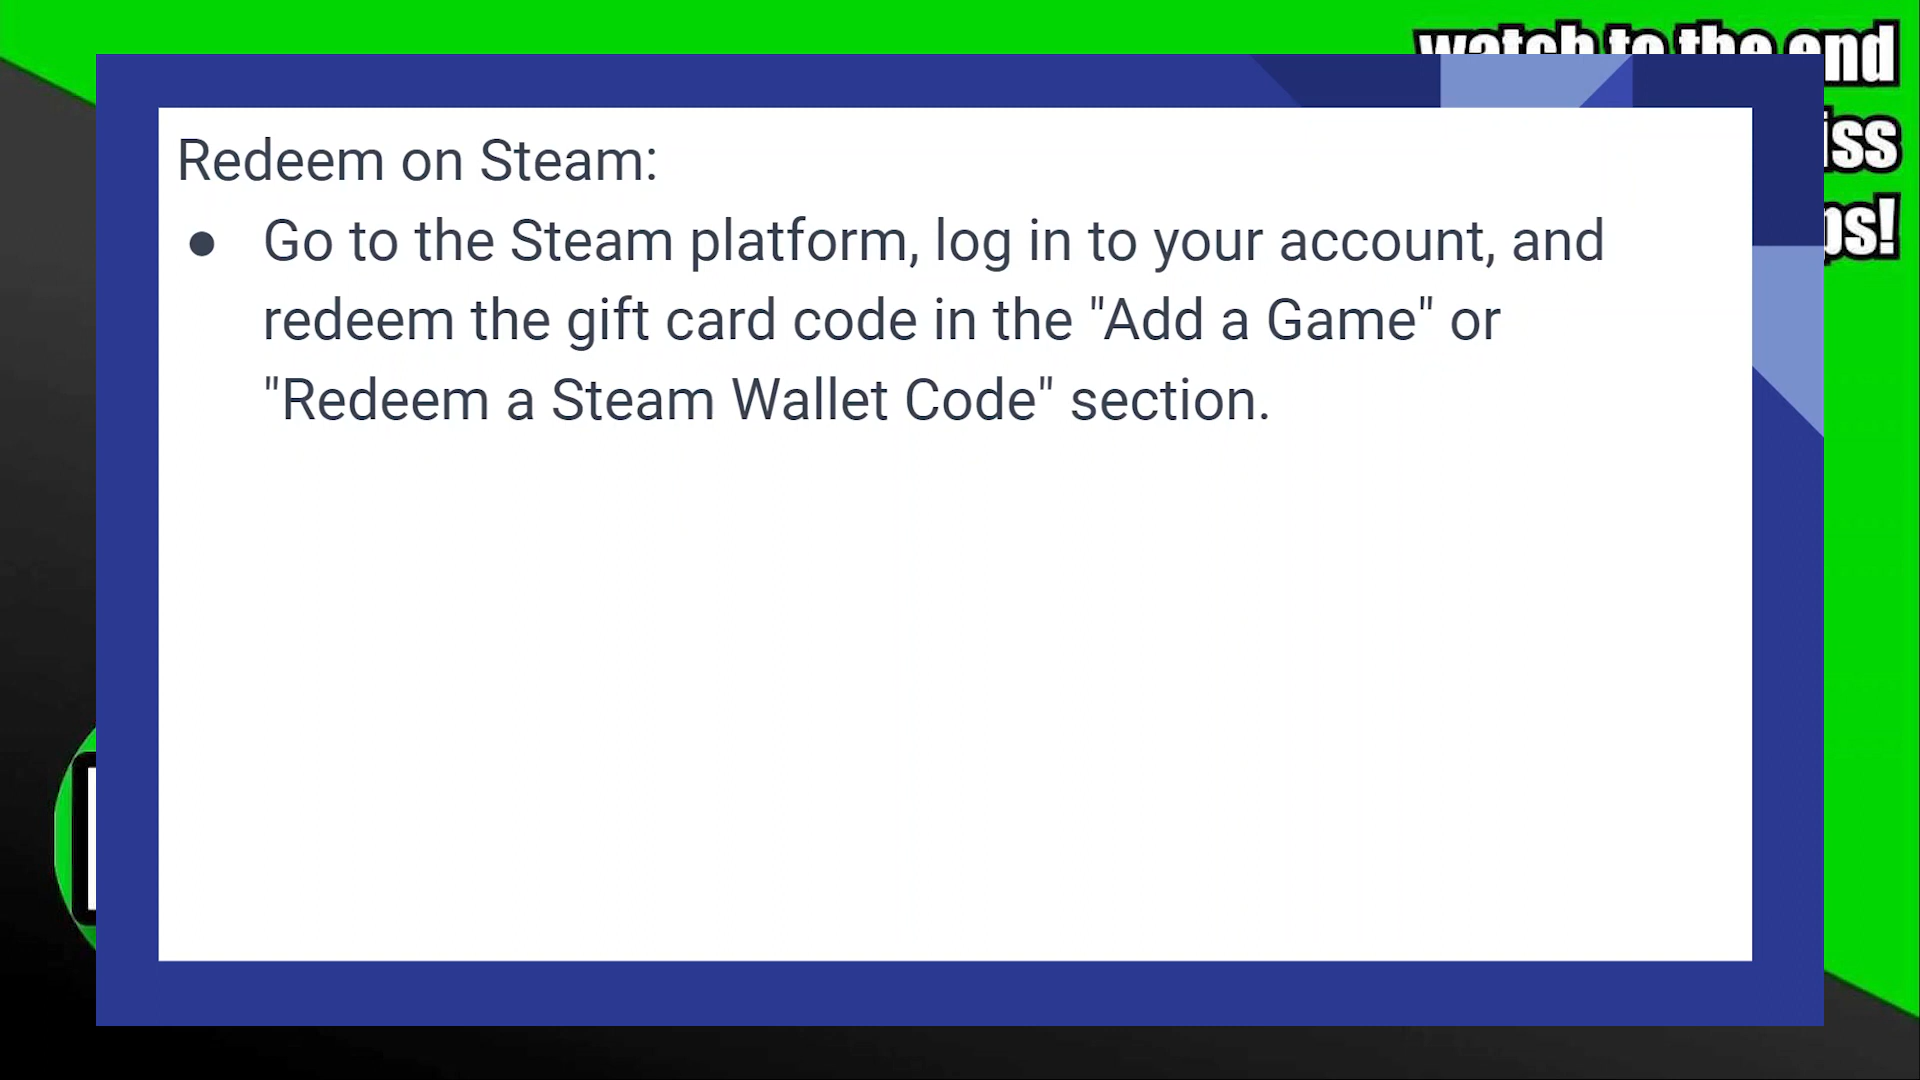 watch to the end
Redeem on Steam:
● Go to the Steam platform, log in to your account, and
redeem the gift card code in the "Add a Game" or
"Redeem a Steam Wallet Code" section.